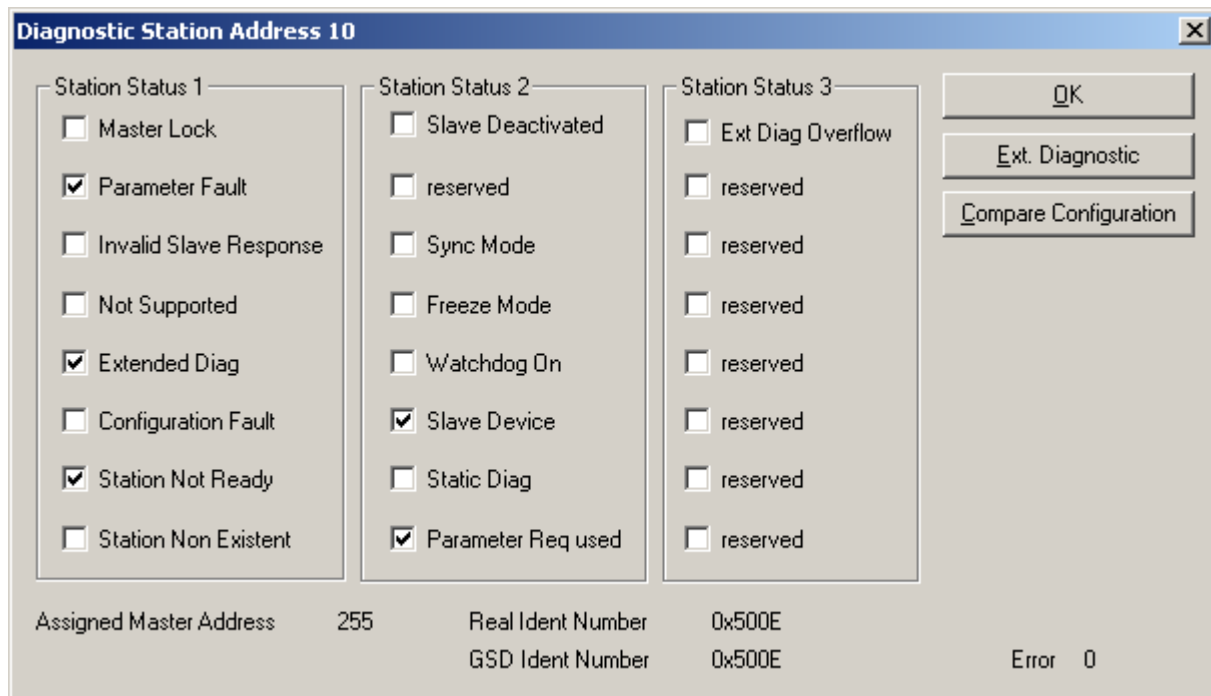 Diagnostic Station Address 10
Station Status 1
Master Lock
Parameter Fault
Invalid Slave Response
Not Supported
Extended Diag
Configuration Fault
Station Not Ready
Station Non Existent
Station Status 2
Slave Deactivated
reserved
Sync Mode
Freeze Mode
Watchdog On
Slave Device
Static Diag
Parameter Req used
Station Status 3
Ext Diag Overflow
reserved
reserved
reserved
reserved
reserved
reserved
reserved
OK
Ext. Diagnostic
Compare Configuration
Assigned Master Address 255
Real Ident Number 0x500E
GSD Ident Number 0x500E
Error 0